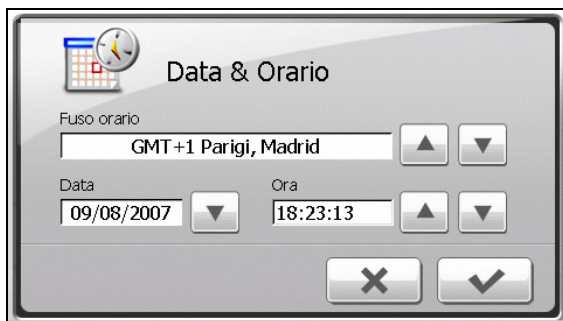 Data & Orario
Fuso orario
GMT+1 Parigi, Madrid
Data
Ora
09/08/2007
18:23:13